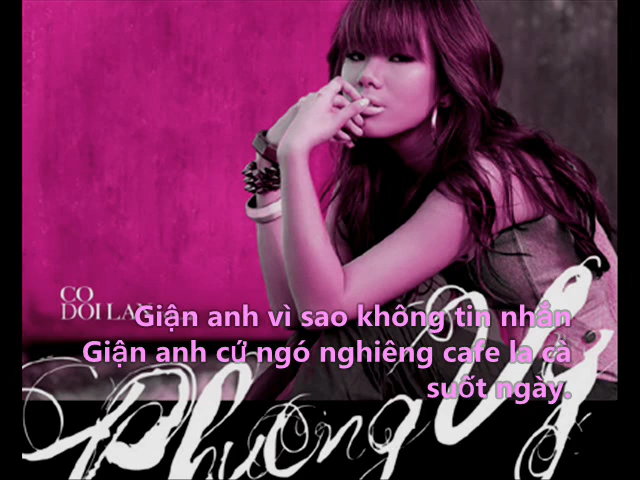 CO
DOI LAN
Giận anh vì sao không tin nhắn
Giận anh cứ ngó nghiêng cafe la cà
suốt ngày.
Phương Vy